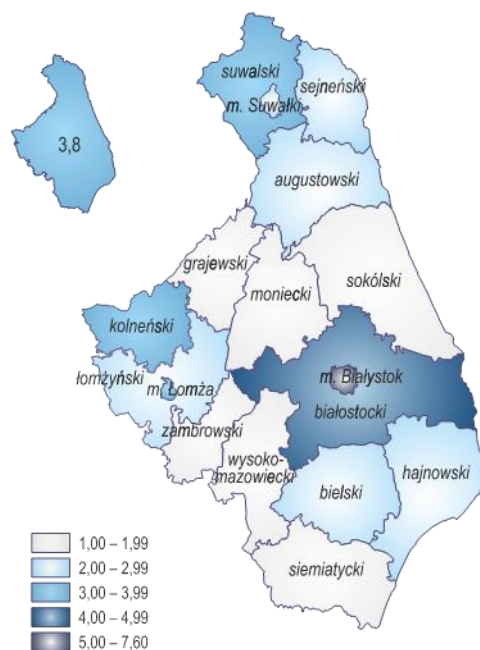 suwalski
sejneński
m. Suwałki
3,8
augustowski
grajewski
moniecki
sokólski
kolneński
łomżyński
m. Łomża
m. Białystok
białostocki
zambrowski
wysoko-
mazowiecki
hajnowski
bielski
siemiatycki
1,00 – 1,99
2,00 – 2,99
3,00 – 3,99
4,00 – 4,99
5,00 – 7,60